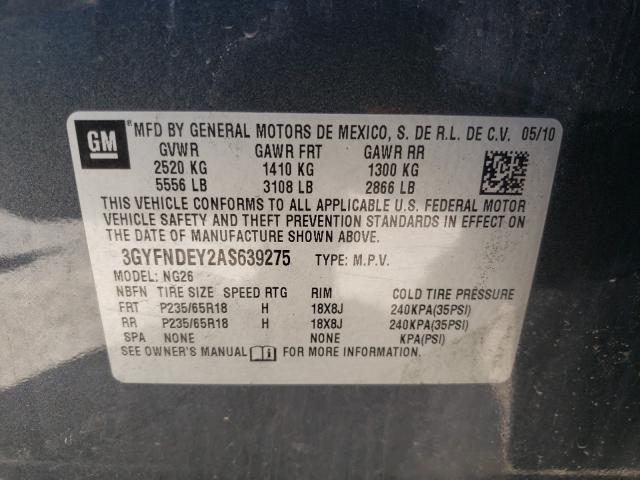 GM ® MFD BY GENERAL MOTORS DE MEXICO, S. DE R.L. DE C.V. 05/10
GVWR GAWR FRT GAWR RR
2520 KG 1410 KG 1300 KG
5556 LB 3108 LB 2866 LB
THIS VEHICLE CONFORMS TO ALL APPLICABLE U.S. FEDERAL MOTOR
VEHICLE SAFETY AND THEFT PREVENTION STANDARDS IN EFFECT ON
THE DATE OF MANUFACTURE SHOWN ABOVE.
3GYFNDEY2AS639275 TYPE: M.P.V.
MODEL: NG26
NBFN TIRE SIZE SPEED RTG RIM COLD TIRE PRESSURE
FRT P235/65R18 H 18X8J 240KPA(35PSI)
RR P235/65R18 H 18X8J 240KPA(35PSI)
SPA NONE NONE KPA(PSI)
SEE OWNER'S MANUAL FOR MORE INFORMATION.